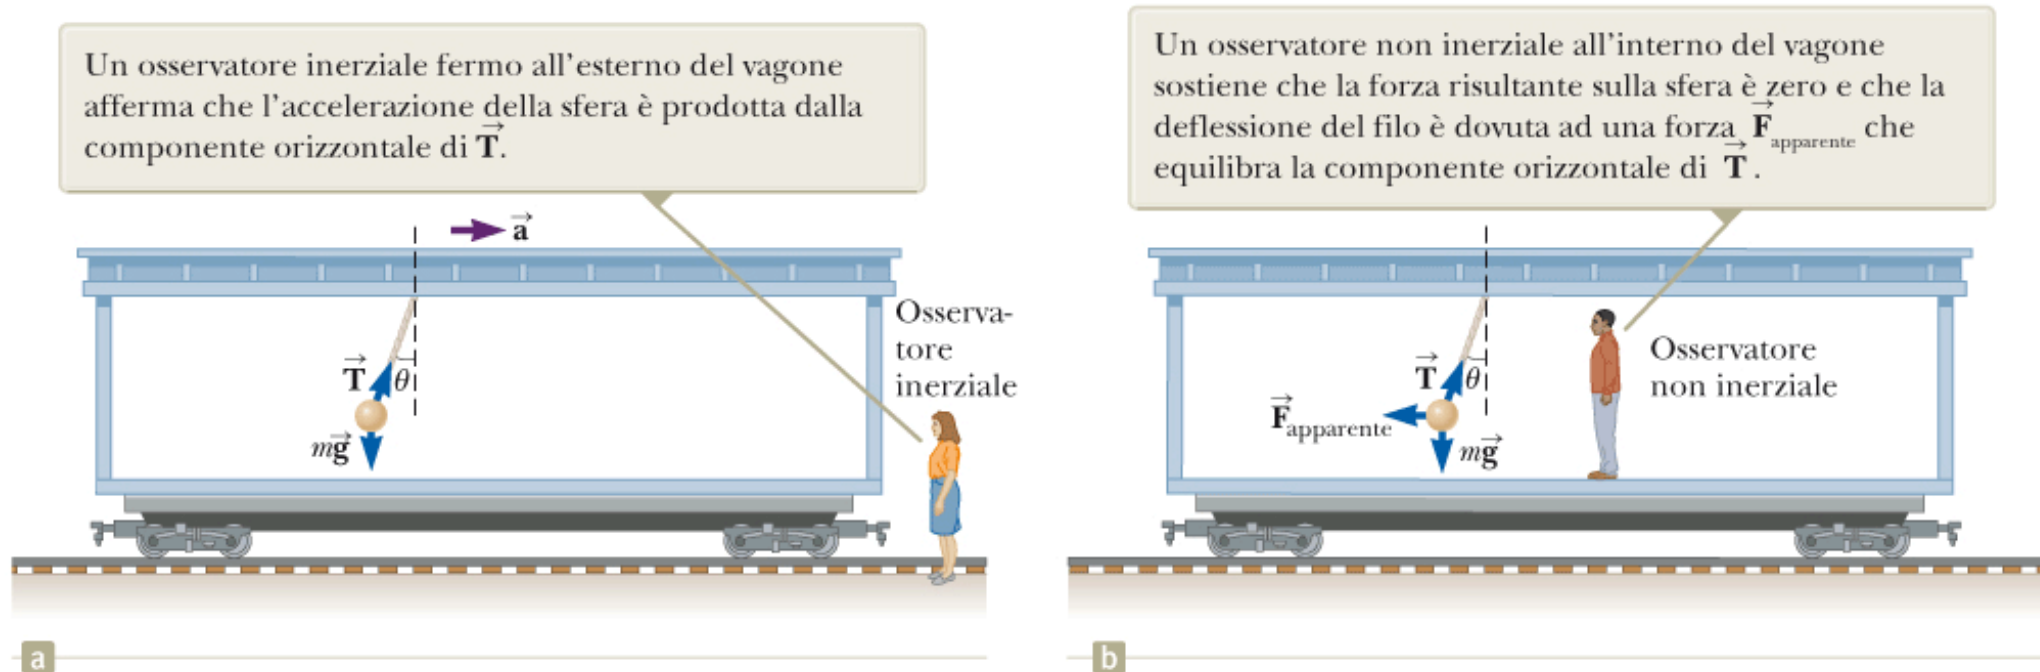 Un osservatore inerziale fermo all'esterno del vagone
afferma che l'accelerazione della sfera è prodotta dalla
componente orizzontale di T⃗.
a⃗
Osserva-
tore
inerziale
T⃗
θ
mg⃗
a
Un osservatore non inerziale all'interno del vagone
sostiene che la forza risultante sulla sfera è zero e che la
deflessione del filo è dovuta ad una forza F⃗apparente che
equilibra la componente orizzontale di T⃗.
Osservatore
non inerziale
T⃗
θ
F⃗apparente
mg⃗
b